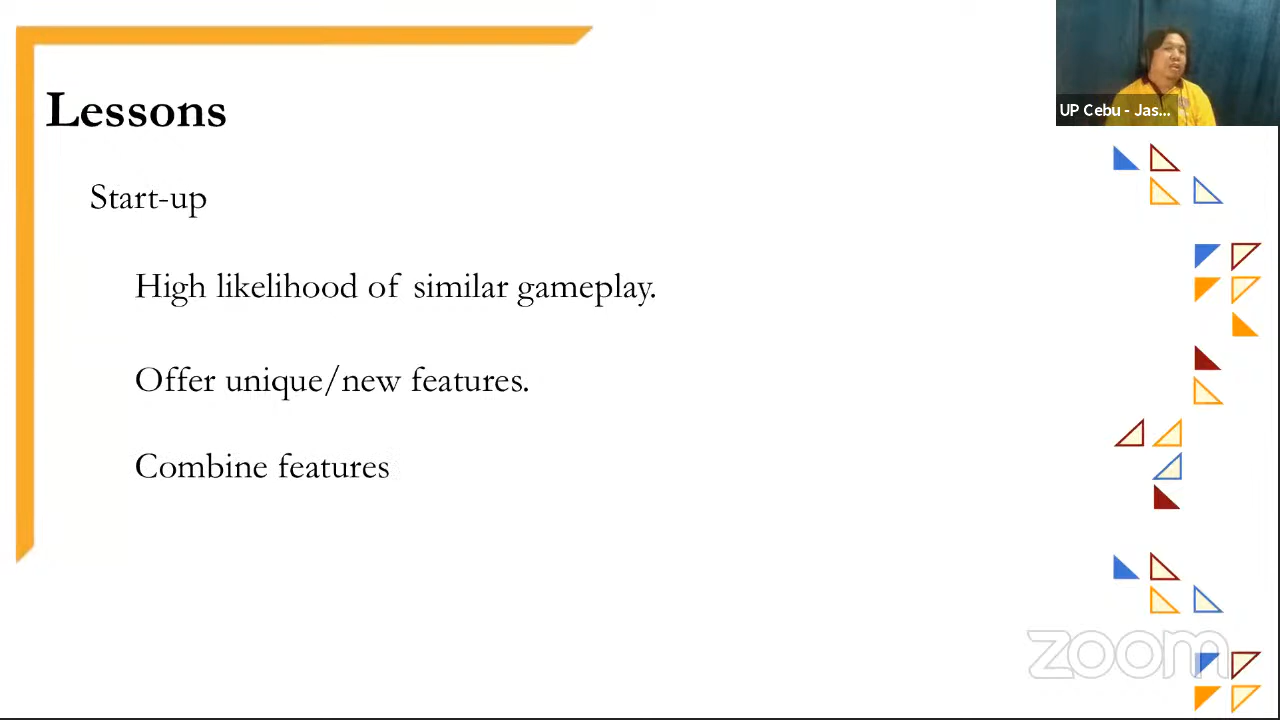 UP Cebu - Jas...
Lessons
Start-up
High likelihood of similar gameplay.
Offer unique/new features.
Combine features
zoom